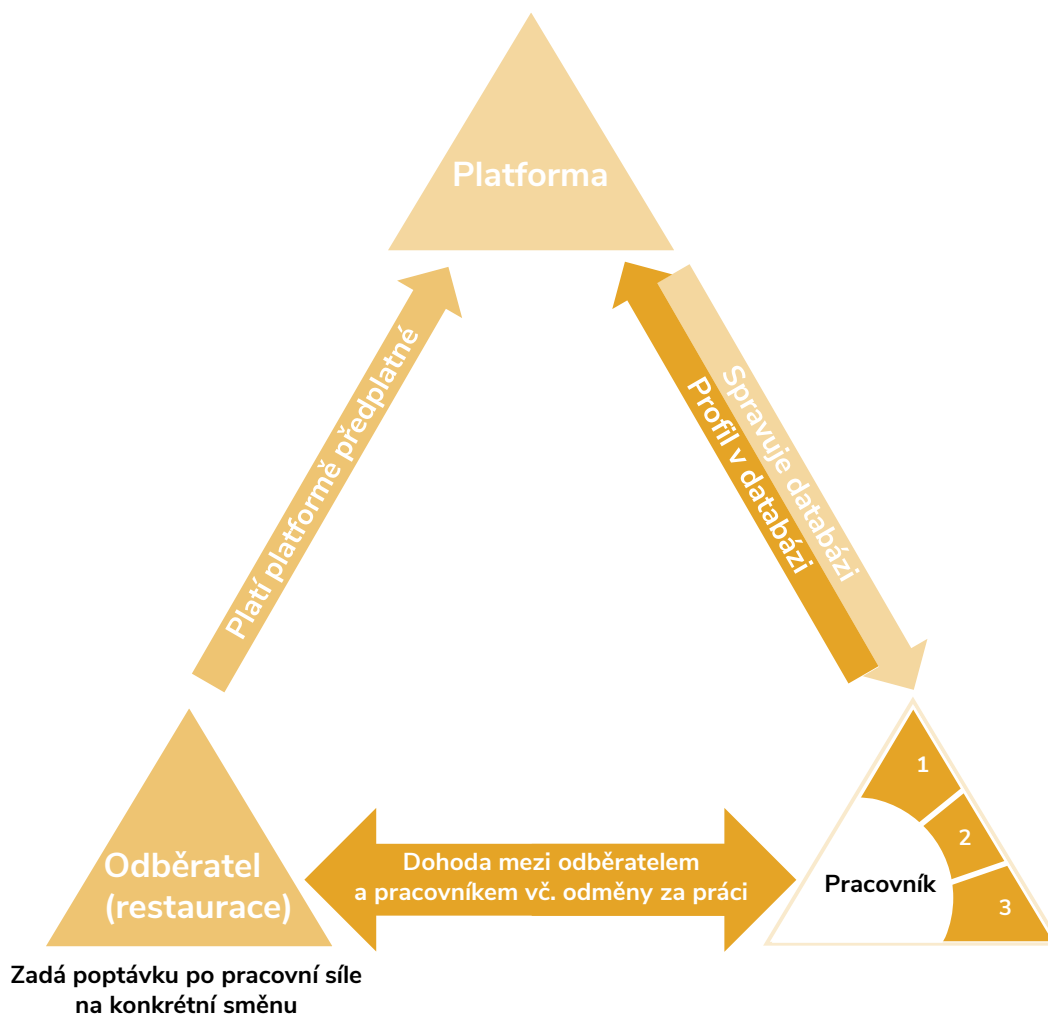 Platforma
Platí platformě předplatné
Spravuje databázi
Profil v databázi
Odběratel
(restaurace)
Dohoda mezi odběratelem
a pracovníkem vč. odměny za práci
Pracovník
1
2
3
Zadá poptávku po pracovní síle
na konkrétní směnu